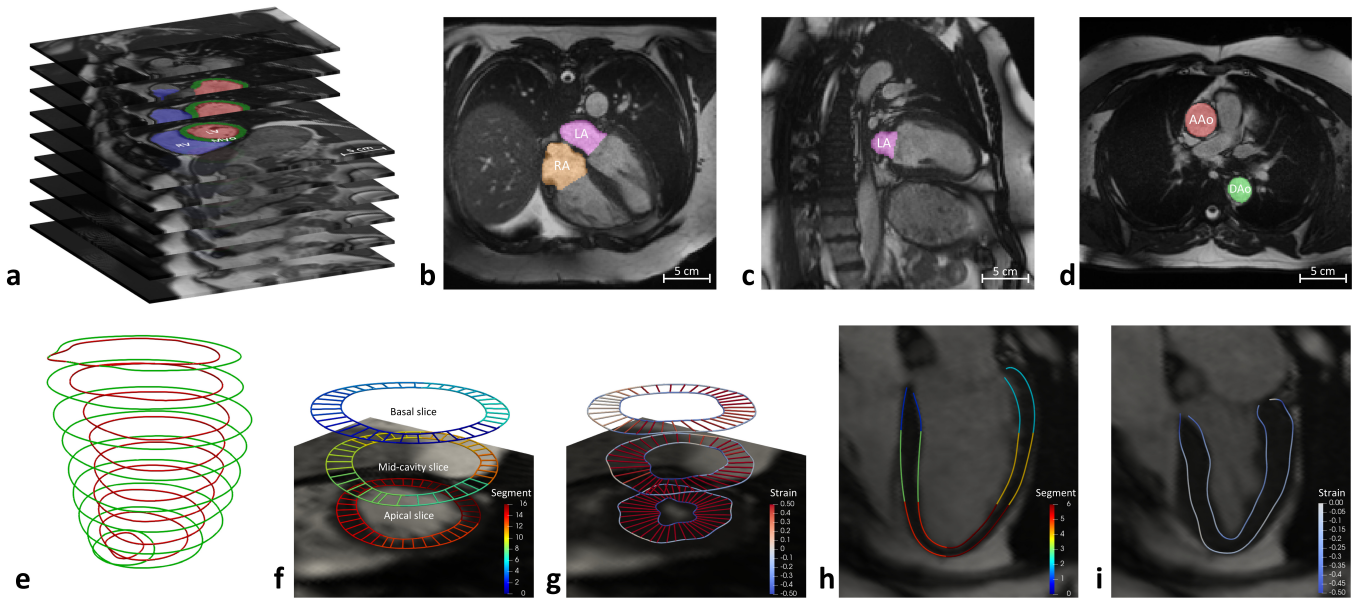 RV
LV
Myo
5 cm
a
LA
RA
5 cm
b
LA
5 cm
c
AAo
DAo
5 cm
d
e
Basal slice
Mid-cavity slice
Apical slice
Segment
16
14
12
10
8
6
4
2
0
f
Strain
0.50
0.4
0.3
0.2
0.1
0
-0.1
-0.2
-0.3
-0.4
-0.50
g
Segment
6
5
4
3
2
1
0
h
Strain
0.00
-0.05
-0.1
-0.15
-0.2
-0.25
-0.3
-0.35
-0.4
-0.45
-0.50
i